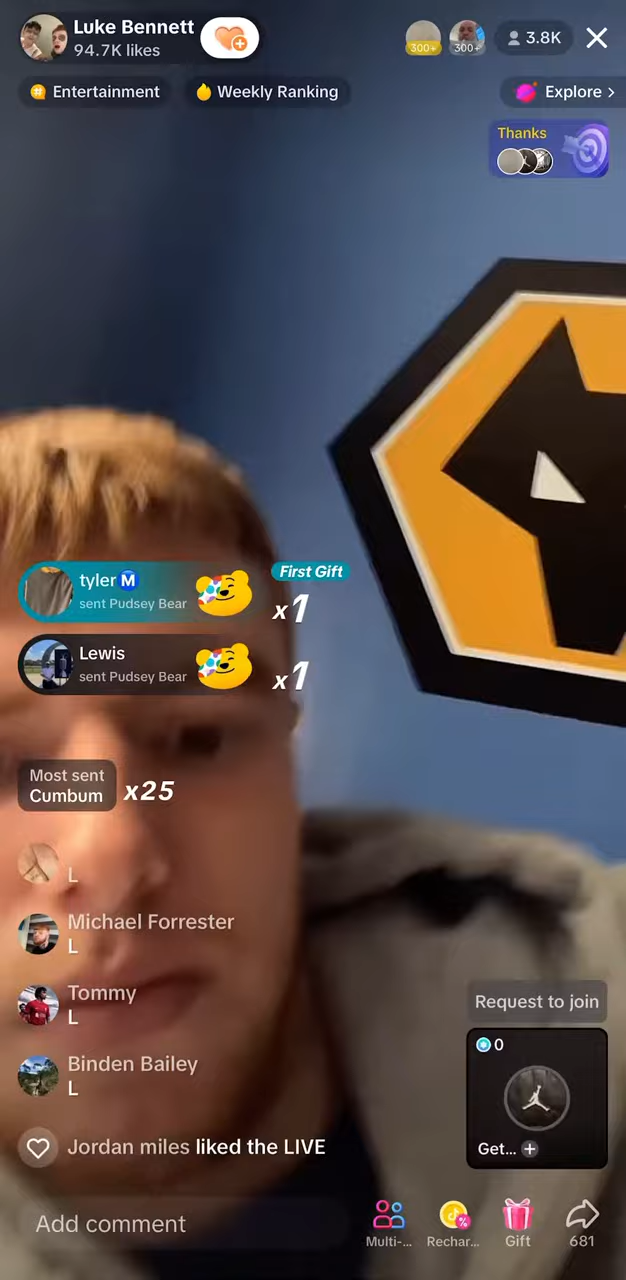 Luke Bennett
94.7K likes
300+
300+
3.8K
Entertainment
Weekly Ranking
Explore >
Thanks
First Gift
tyler M
sent Pudsey Bear
x1
Lewis
sent Pudsey Bear
x1
Most sent
Cumbum
x25
L
Michael Forrester
L
Tommy
L
Binden Bailey
L
Jordan miles liked the LIVE
Request to join
0
Get... +
Add comment
Multi-...
Rechar...
Gift
681